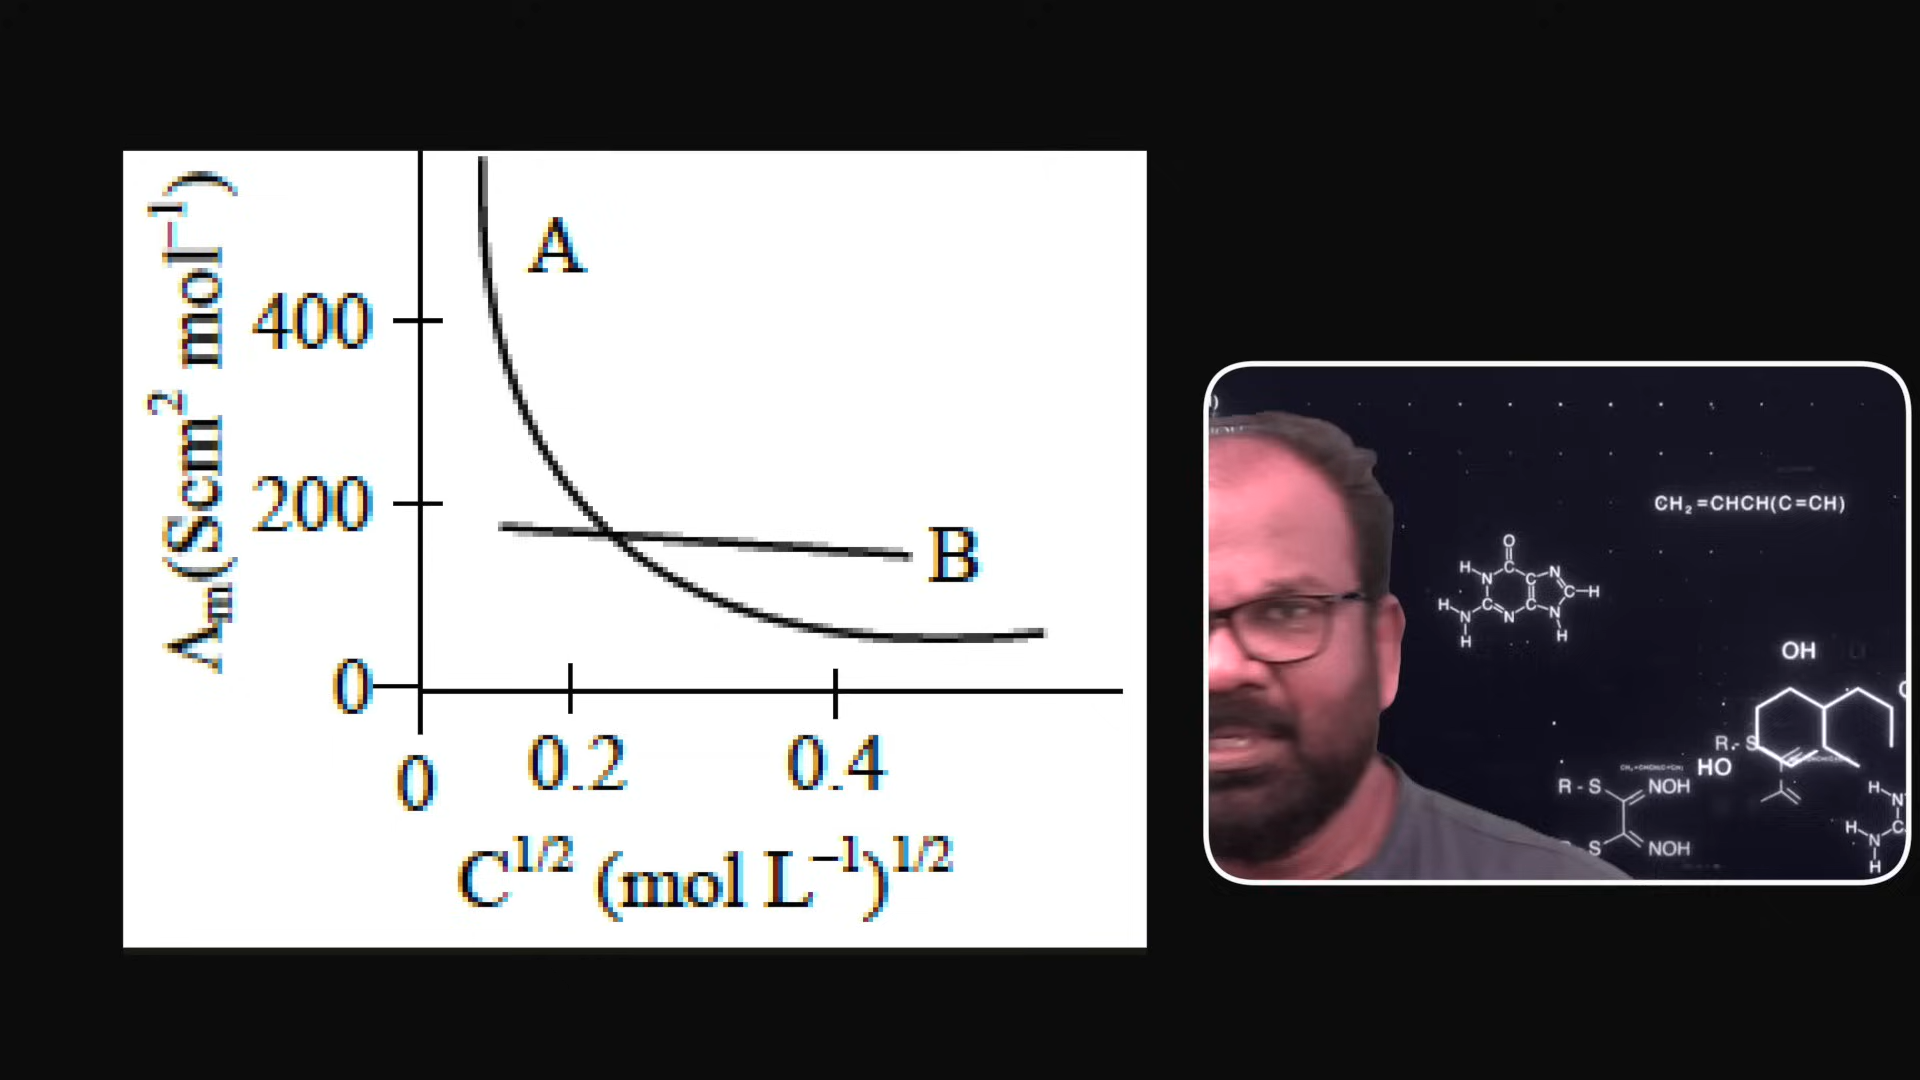 Λm(Scm² mol⁻¹)
A
400
200
B
0
0
0.2
0.4
C^1/2 (mol L⁻¹)^1/2
CH₂=CHCH(C=CH)
O
H
N
C
N
C
C
C
H
H
N
C
N
C
N
H
H
OH
R-S
HO
R-S
NOH
S
NOH
H
N
H
N
C
H